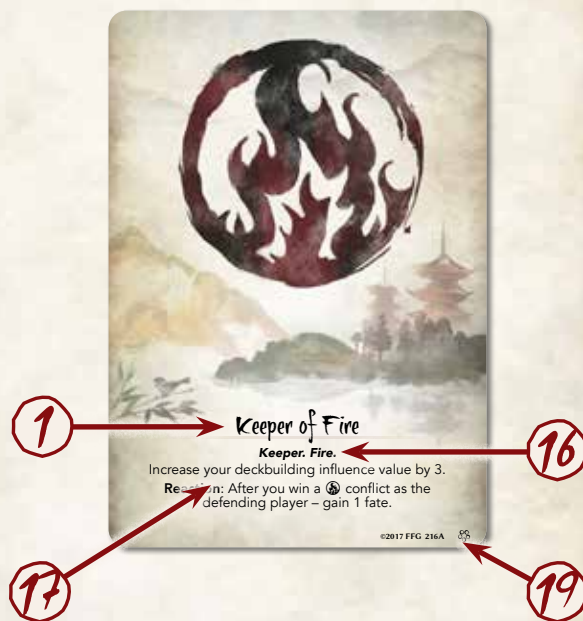 Keeper of Fire
1
Keeper. Fire.
16
Increase your deckbuilding influence value by 3.
Reaction: After you win a conflict as the
defending player – gain 1 fate.
©2017 FFG 216A
17
19